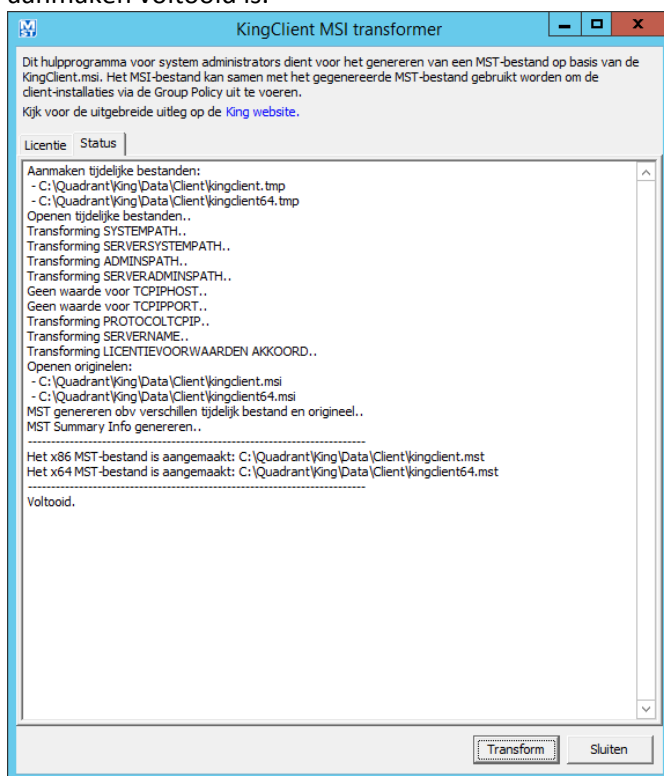 aanmaken voltooid is.
KingClient MSI transformer
Dit hulpprogramma voor system administrators dient voor het genereren van een MST-bestand op basis van de
KingClient.msi. Het MSI-bestand kan samen met het gegenereerde MST-bestand gebruikt worden om de
client-installaties via de Group Policy uit te voeren.
Kijk voor de uitgebreide uitleg op de King website.
Licentie Status
Aanmaken tijdelijke bestanden:
- C:\Quadrant\King\Data\Client\kingclient.tmp
- C:\Quadrant\King\Data\Client\kingclient64.tmp
Openen tijdelijke bestanden..
Transforming SYSTEMPATH..
Transforming SERVERSYSTEMPATH..
Transforming ADMINSPATH..
Transforming SERVERADMINSPATH..
Geen waarde voor TCPIPHOST..
Geen waarde voor TCPIPPORT..
Transforming PROTOCOLTCPIP..
Transforming SERVERNAME..
Transforming LICENTIEVOORWAARDEN AKKOORD..
Openen originelen:
- C:\Quadrant\King\Data\Client\kingclient.msi
- C:\Quadrant\King\Data\Client\kingclient64.msi
MST genereren obv verschillen tijdelijk bestand en origineel..
MST Summary Info genereren..
--------------------------------------------------------------------
Het x86 MST-bestand is aangemaakt: C:\Quadrant\King\Data\Client\kingclient.mst
Het x64 MST-bestand is aangemaakt: C:\Quadrant\King\Data\Client\kingclient64.mst
--------------------------------------------------------------------
Voltooid.
Transform Sluiten